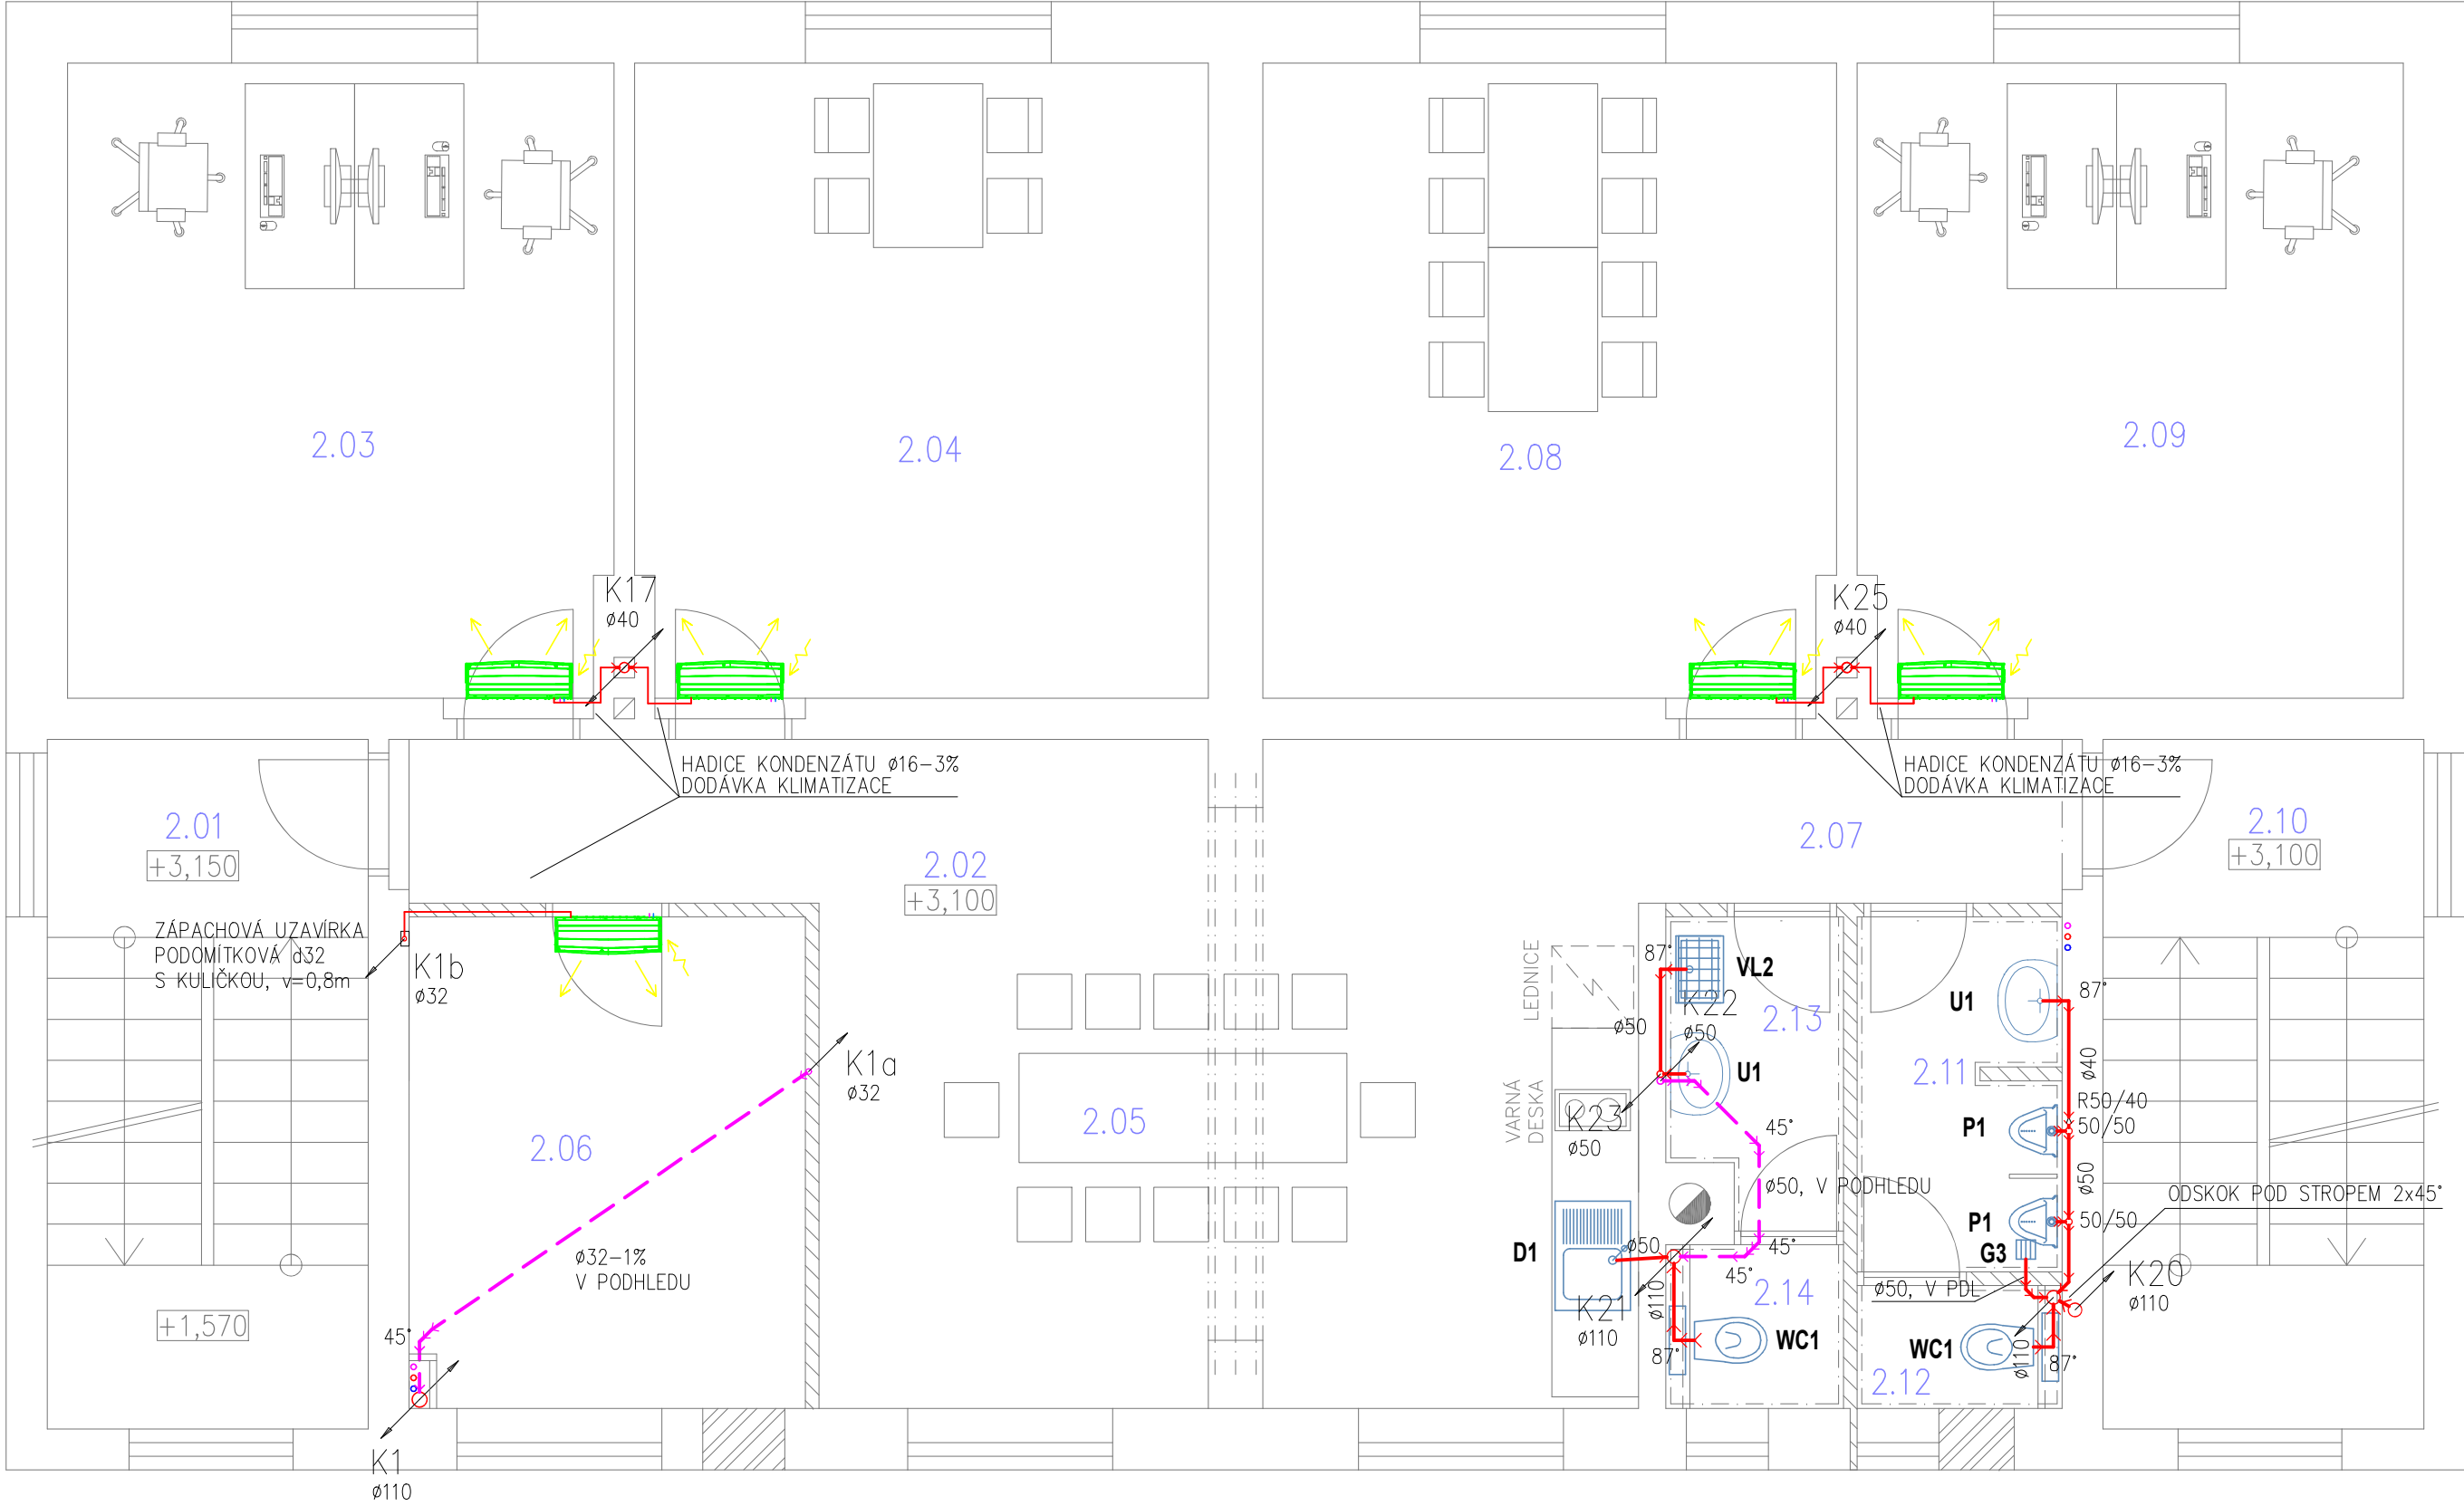 2.03
2.04
2.08
2.09
K17
ø40
K25
ø40
HADICE KONDENZÁTU ø16-3%
DODÁVKA KLIMATIZACE
HADICE KONDENZÁTU ø16-3%
DODÁVKA KLIMATIZACE
2.01
+3,150
2.02
+3,100
2.07
2.10
+3,100
ZÁPACHOVÁ UZAVÍRKA
PODOMÍTKOVÁ d32
S KULIČKOU, v=0,8m
K1b
ø32
K1a
ø32
2.06
2.05
ø32-1%
V PODHLEDU
+1,570
45°
K1
ø110
LEDNICE
VARNÁ
DESKA
87°
VL2
K22
ø50
ø50
2.13
U1
K23
ø50
45°
ø50, V PODHLEDU
D1
ø50
45°
45°
K21
ø110
ø110
2.14
87°
WC1
U1
87°
2.11
ø40
R50/40
50/50
P1
ø50
P1
50/50
G3
ODSKOK POD STROPEM 2x45°
ø50, V PDL
K20
ø110
WC1
ø110
87°
2.12